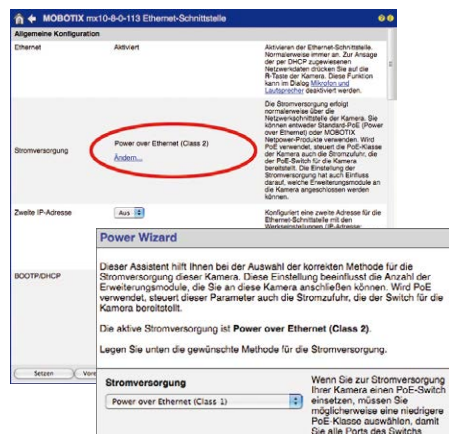 MOBOTIX mx10-8-0-113 Ethernet-Schnittstelle
Allgemeine Konfiguration
Ethernet
Aktiviert
Aktivieren der Ethernet-Schnittstelle.
Normalerweise immer an. Zur Ansage
der per DHCP zugewiesenen
Netzwerkdaten drücken Sie auf die
R-Taste der Kamera. Diese Funktion
kann im Dialog Mikrofon und
Lautsprecher deaktiviert werden.
Stromversorgung
Power over Ethernet (Class 2)
Ändern...
Die Stromversorgung erfolgt
normalerweise über die
Netzwerkschnittstelle der Kamera. Sie
können entweder Standard-PoE (Power
over Ethernet) oder MOBOTIX
Netzpower-Produkte verwenden. Wird
PoE verwendet, steuert die PoE-Klasse
der Kamera auch die Stromzufuhr, die
der PoE-Switch für die Kamera
bereitstellt. Die Einstellung der
Stromversorgung hat auch Einfluss
darauf, welche Erweiterungsmodule an
die Kamera angeschlossen werden
können.
Zweite IP-Adresse
Aus
Konfiguriert eine zweite Adresse für die
Ethernet-Schnittstelle mit den
Werkseinstellungen (IP-Adresse:
BOOTP/DHCP
Setzen
Vore
Power Wizard
Dieser Assistent hilft Ihnen bei der Auswahl der korrekten Methode für die
Stromversorgung dieser Kamera. Diese Einstellung beeinflusst die Anzahl der
Erweiterungsmodule, die Sie an diese Kamera anschließen können. Wird PoE
verwendet, steuert dieser Parameter auch die Stromzufuhr, die der Switch für die
Kamera bereitstellt.
Die aktive Stromversorgung ist Power over Ethernet (Class 2).
Legen Sie unten die gewünschte Methode für die Stromversorgung.
Stromversorgung
Power over Ethernet (Class 1)
Wenn Sie zur Stromversorgung
Ihrer Kamera einen PoE-Switch
einsetzen, müssen Sie
möglicherweise eine niedrigere
PoE-Klasse auswählen, damit
Sie alle Ports des Switchs